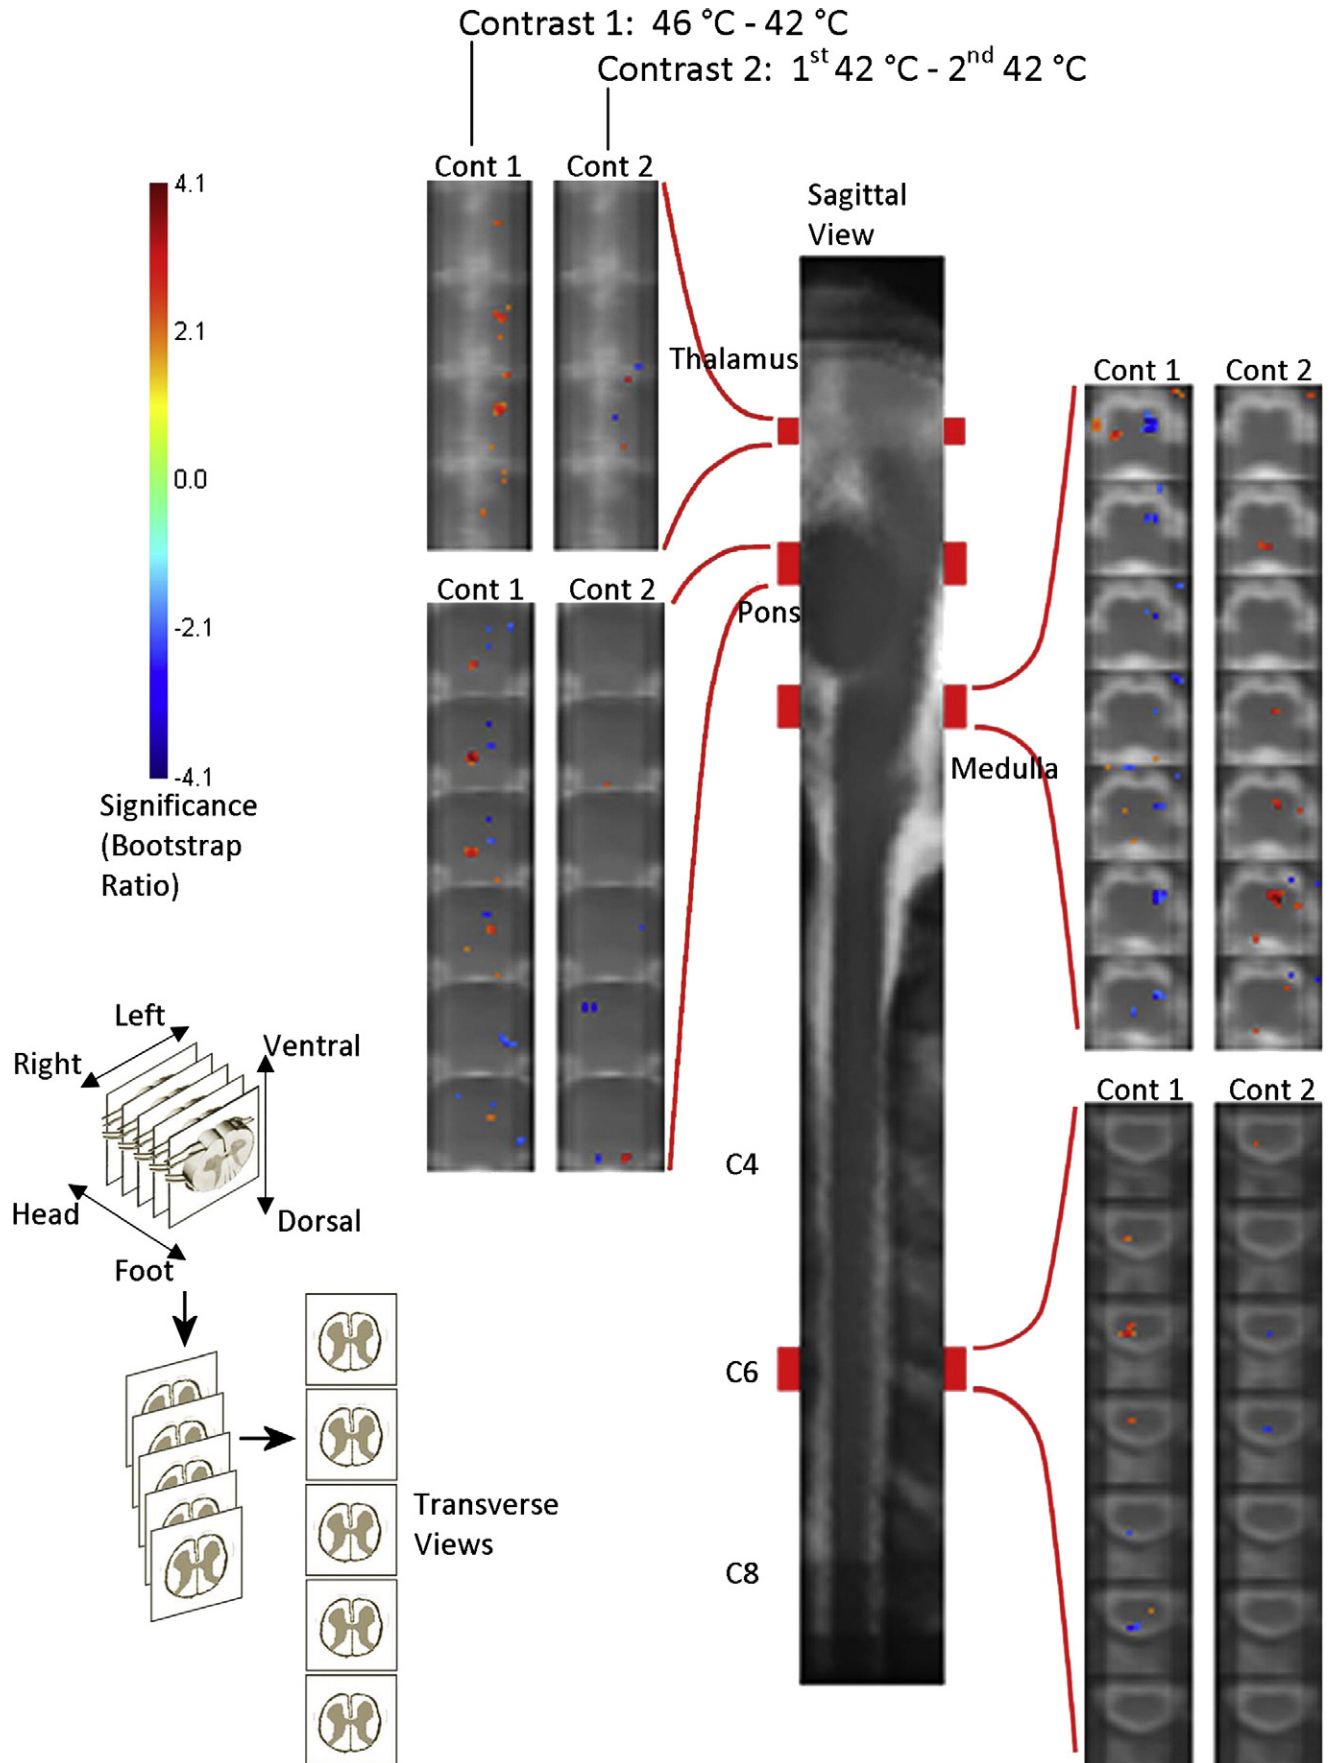 Contrast 1: 46 °C - 42 °C
Contrast 2: 1st 42 °C - 2nd 42 °C
Cont 1
Cont 2
4.1
2.1
0.0
-2.1
-4.1
Significance
(Bootstrap
Ratio)
Sagittal
View
Thalamus
Cont 1
Cont 2
Pons
Cont 1
Cont 2
Medulla
Left
Right
Ventral
Head
Dorsal
Foot
Transverse
Views
C4
C6
C8
Cont 1
Cont 2